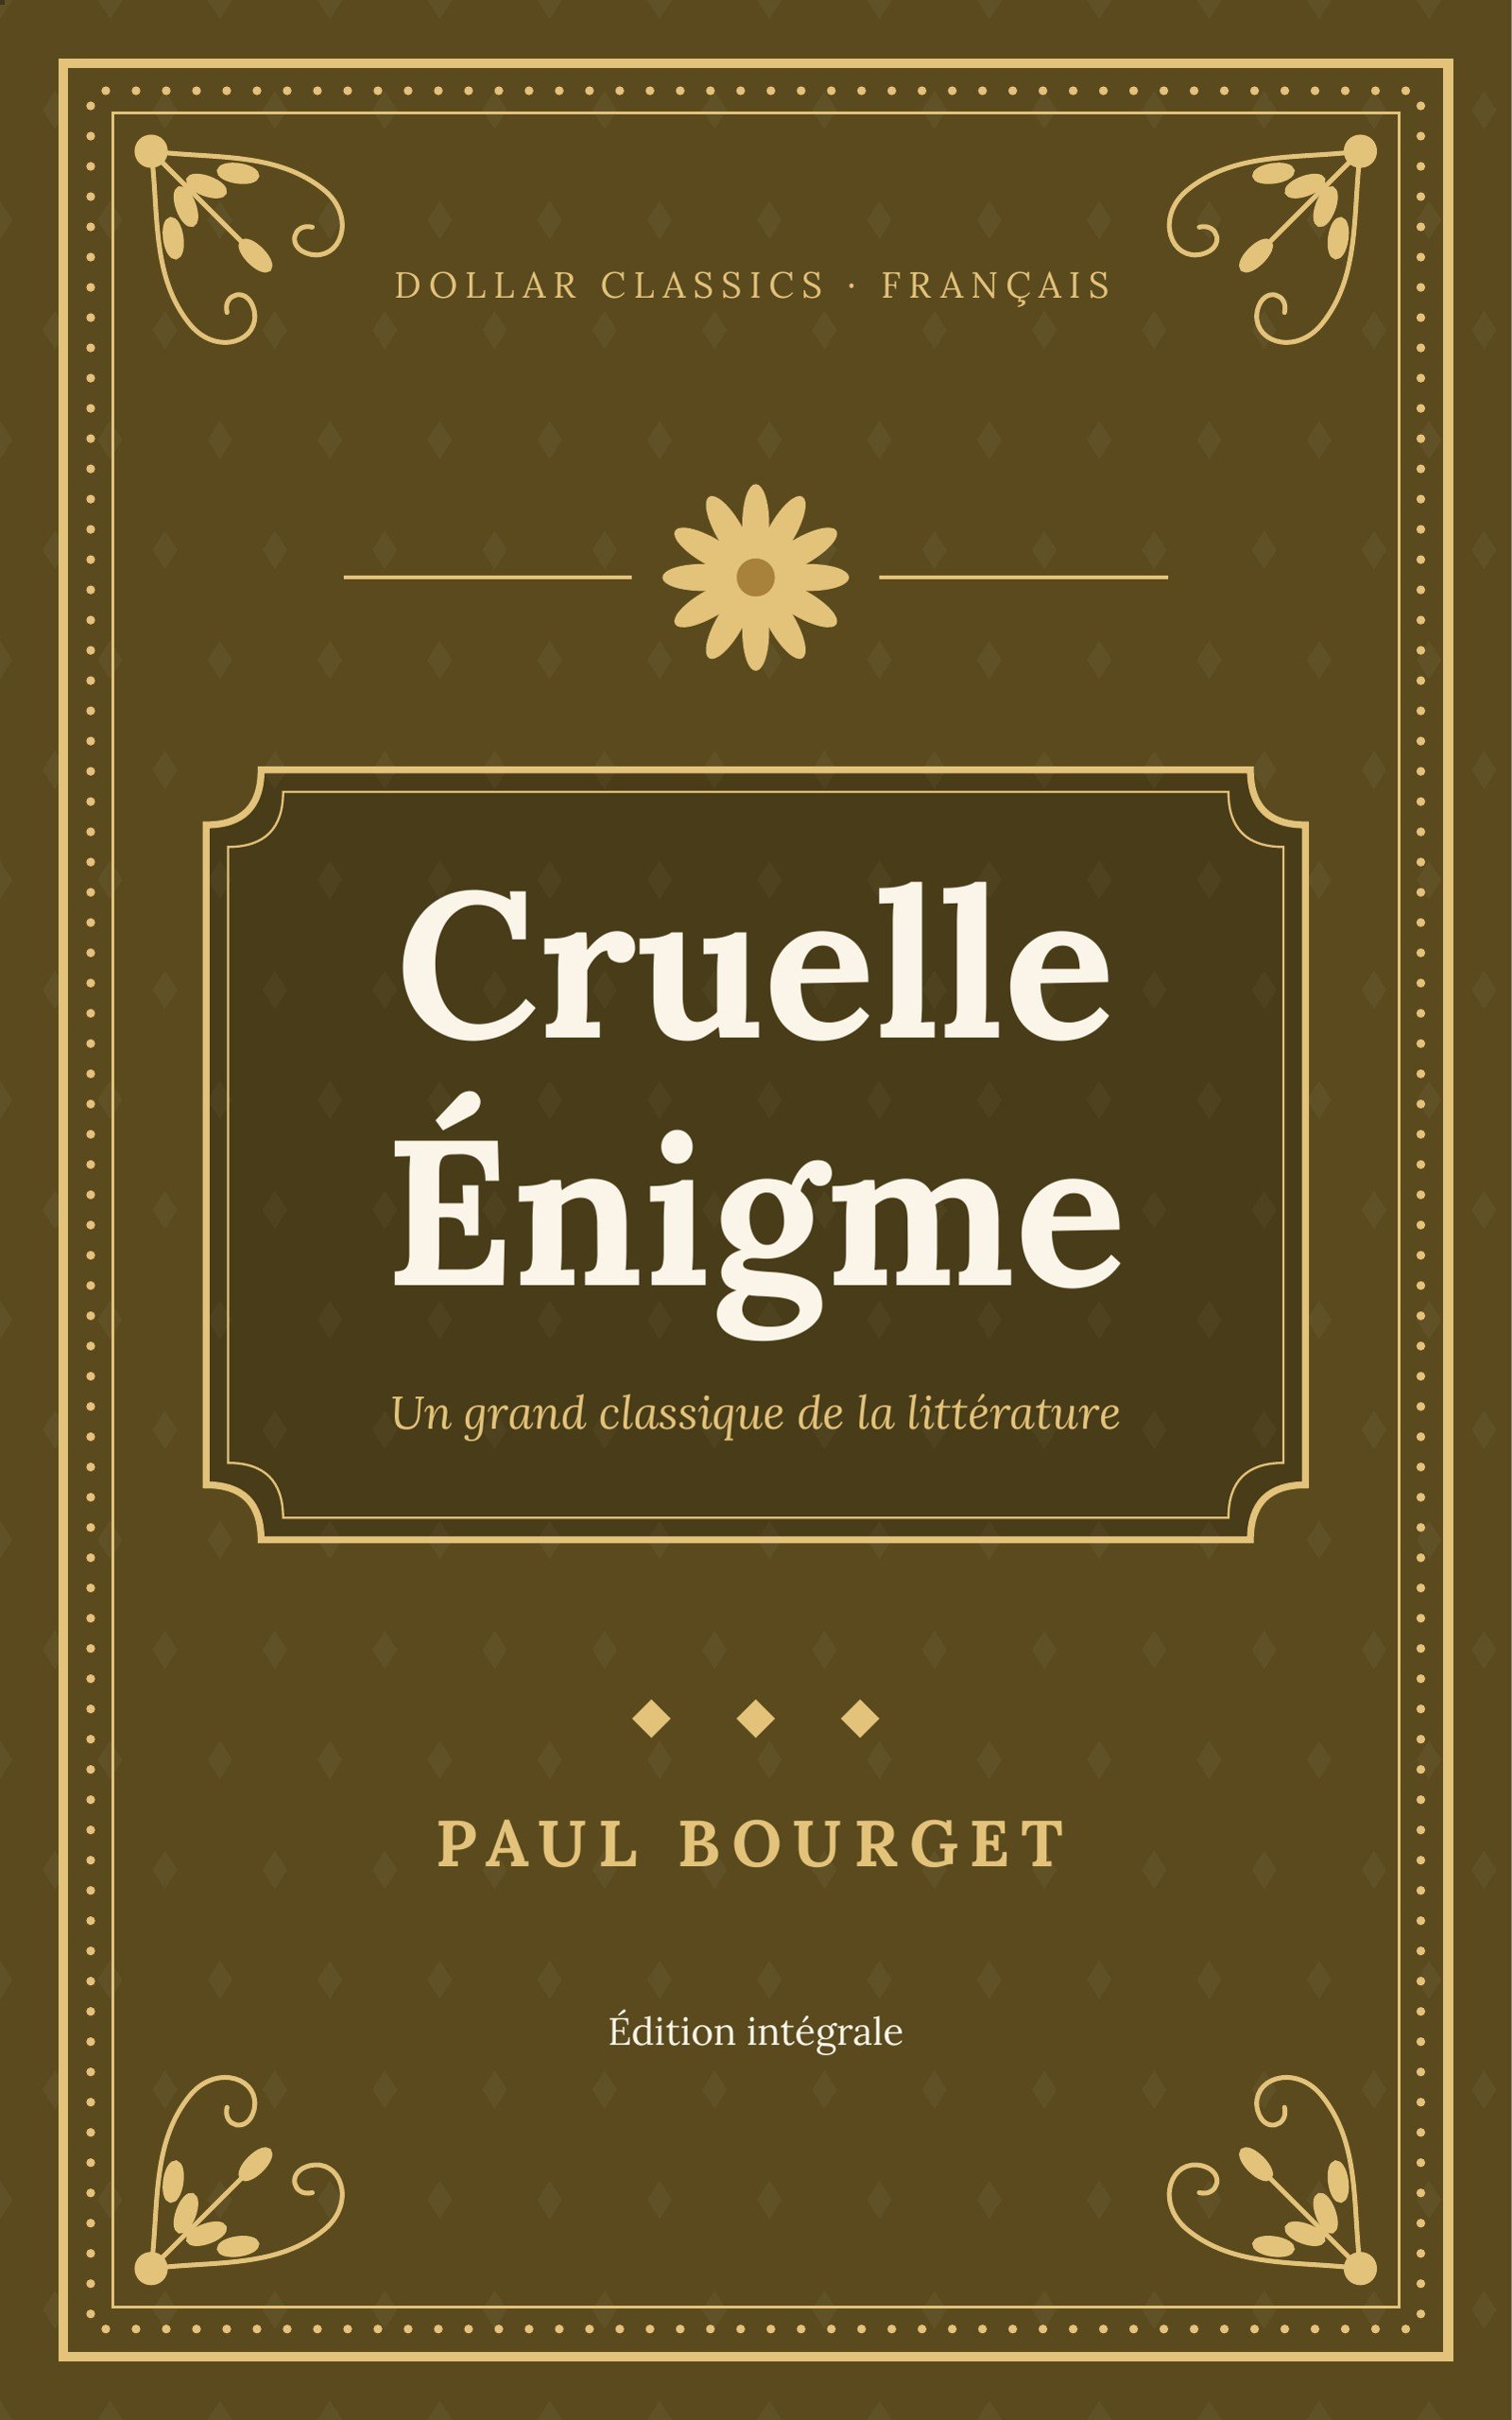 DOLLAR CLASSICS · FRANÇAIS
Cruelle
Énigme
Un grand classique de la littérature
PAUL BOURGET
Édition intégrale